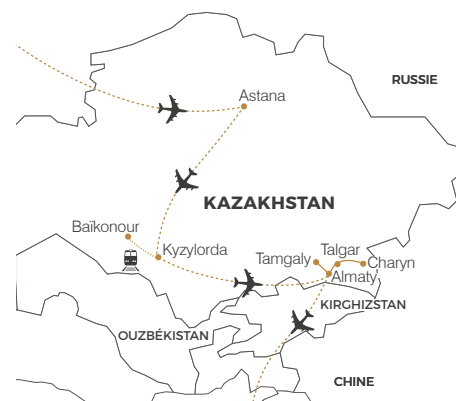 RUSSIE
Astana
KAZAKHSTAN
Baïkonour
Kyzylorda
Tamgaly
Talgar
Charyn
Almaty
KIRGHIZSTAN
OUZBÉKISTAN
CHINE